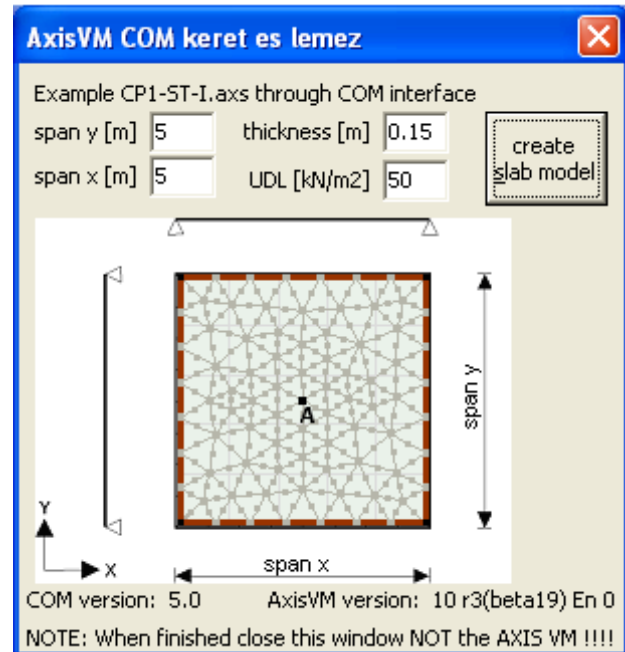 AxisVM COM keret es lemez
Example CP1-ST-I.axs through COM interface
span y [m] 5 thickness [m] 0.15
span x [m] 5 UDL [kN/m2] 50
create
slab model
A
span y
Y
X
span x
COM version: 5.0 AxisVM version: 10 r3(beta19) En 0
NOTE: When finished close this window NOT the AXIS VM !!!!